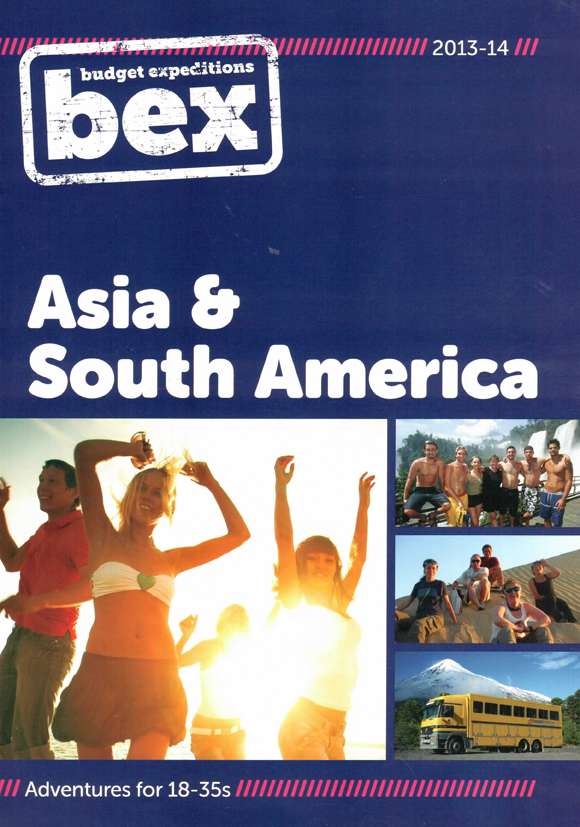 2013-14
budget expeditions
bex
Asia &
South America
Adventures for 18-35s